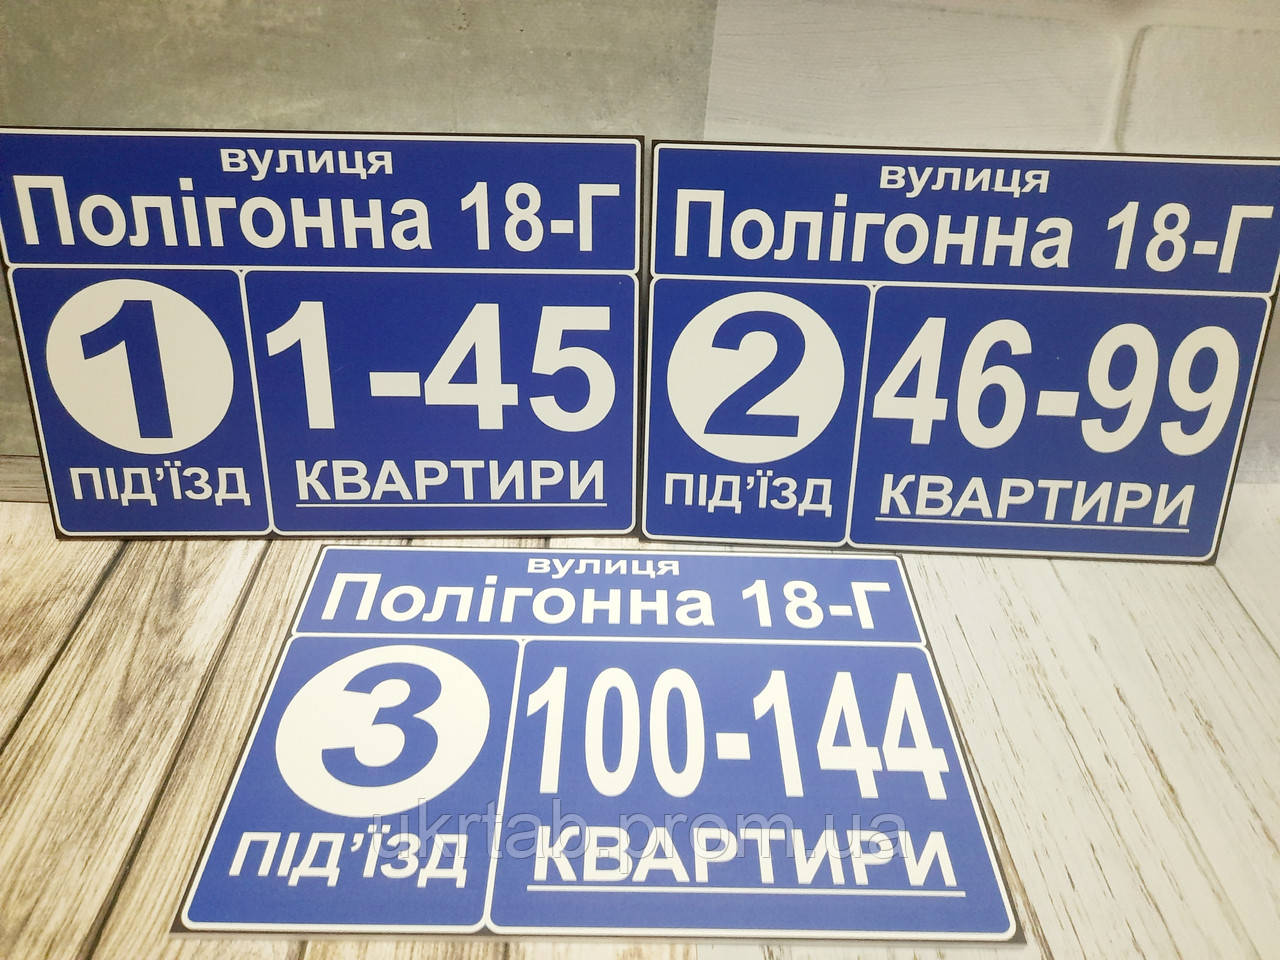 вулиця
Полігонна 18-Г
1
ПІД’ЇЗД
1-45
КВАРТИРИ
вулиця
Полігонна 18-Г
2
ПІД’ЇЗД
46-99
КВАРТИРИ
вулиця
Полігонна 18-Г
3
ПІД’ЇЗД
100-144
КВАРТИРИ
ukrtab.prom.ua